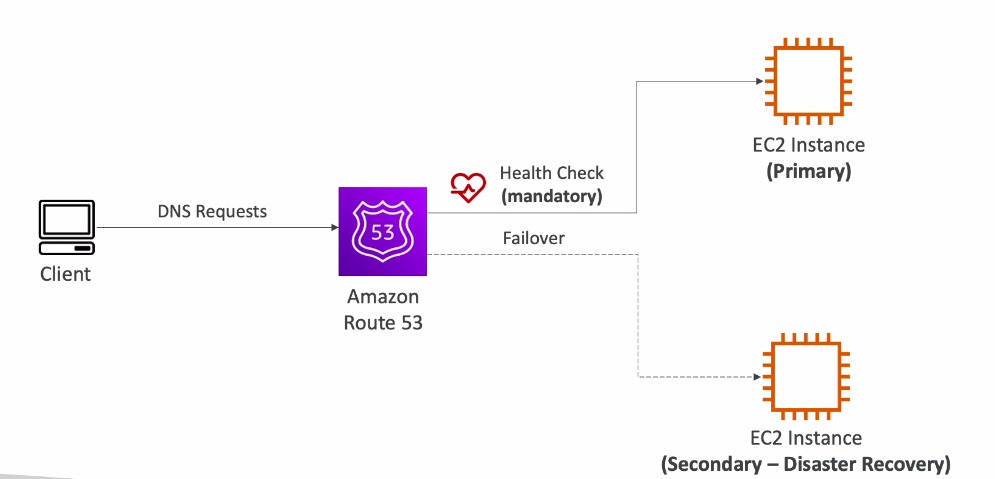 EC2 Instance
(Primary)
Health Check
(mandatory)
DNS Requests
53
Failover
Client
Amazon
Route 53
EC2 Instance
(Secondary – Disaster Recovery)